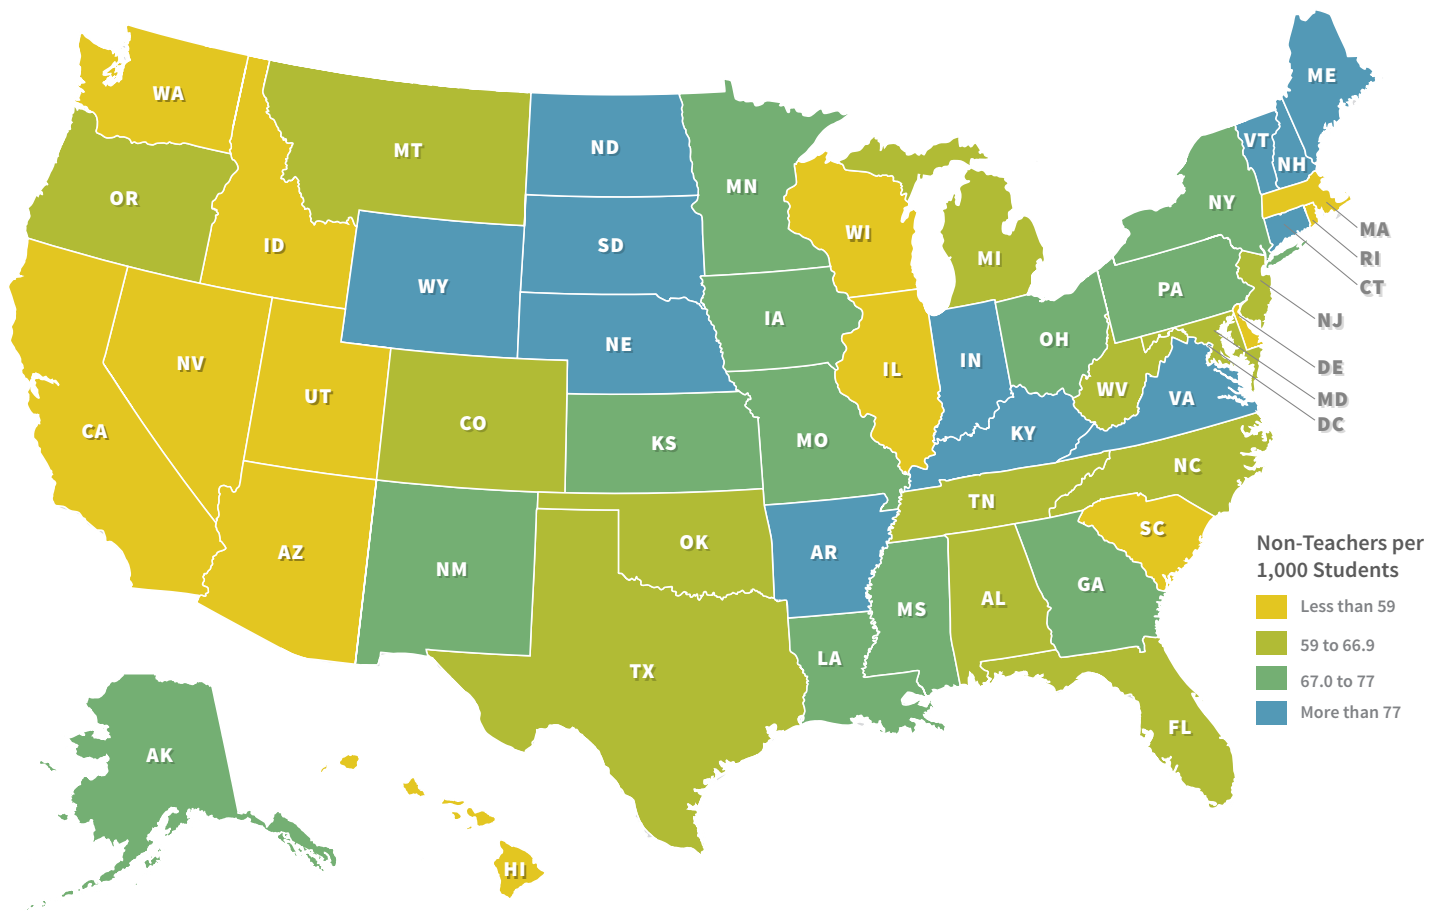 WA
MT
ND
MN
ME
VT
NH
OR
ID
SD
WI
MI
NY
MA
RI
CT
WY
IA
PA
NJ
NE
OH
NV
UT
IL
IN
DE
WV
VA
MD
DC
CA
CO
KS
MO
KY
NC
TN
AZ
NM
OK
AR
SC
MS
AL
GA
TX
LA
FL
AK
HI
Non-Teachers per
1,000 Students
Less than 59
59 to 66.9
67.0 to 77
More than 77